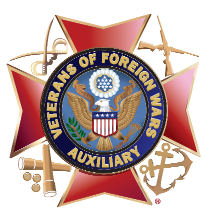 VETERANS OF FOREIGN WARS
AUXILIARY
®